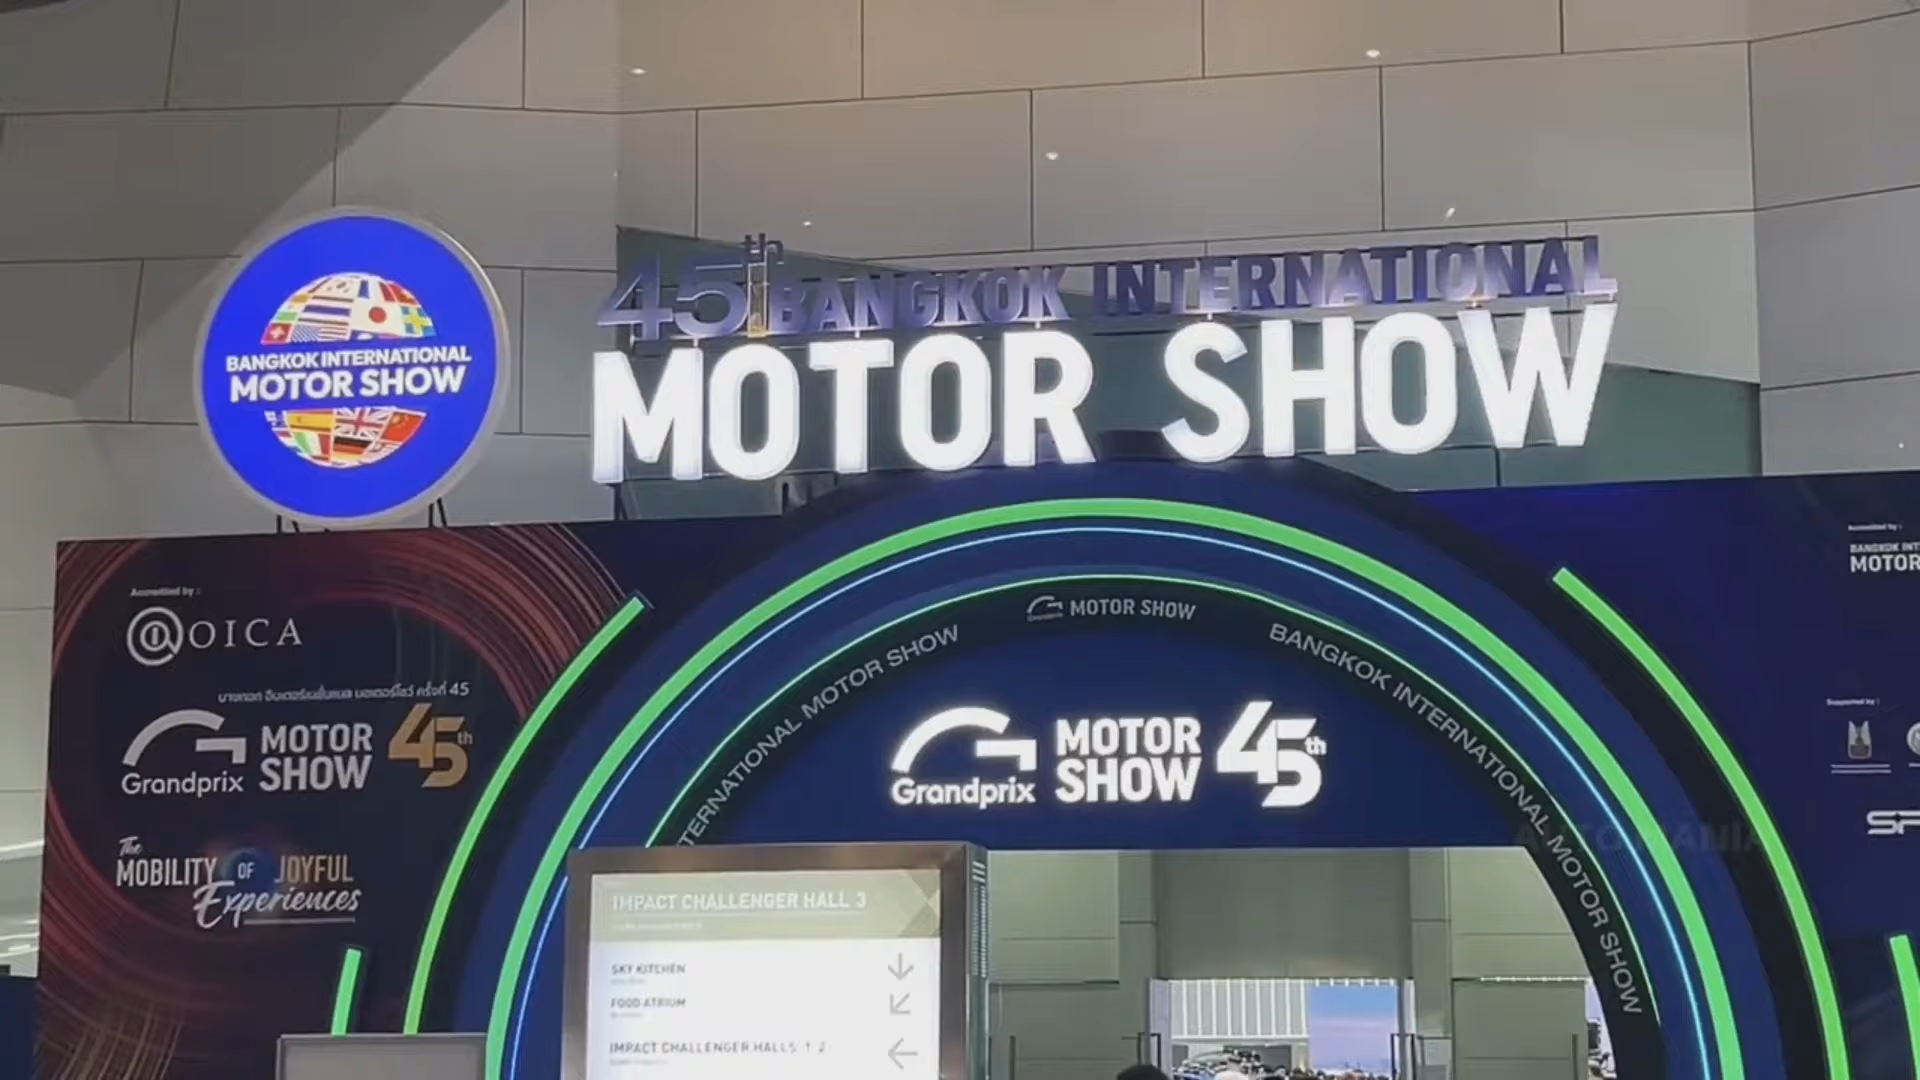 45th BANGKOK INTERNATIONAL
MOTOR SHOW
BANGKOK INTERNATIONAL
MOTOR SHOW
Accredited by :
OICA
บางกอก อินเตอร์เนชั่นแนล มอเตอร์โชว์ ครั้งที่ 45
Grandprix
MOTOR
SHOW
45th
The
MOBILITY OF JOYFUL
Experiences
Grandprix MOTOR SHOW
INTERNATIONAL MOTOR SHOW
BANGKOK INTERNATIONAL MOTOR SHOW
Grandprix
MOTOR
SHOW
45th
IMPACT CHALLENGER HALL 3
SKY KITCHEN
FOOD ATRIUM
IMPACT CHALLENGER HALLS 1-2
Accredited by :
BANGKOK INT
MOTOR
Supported by :